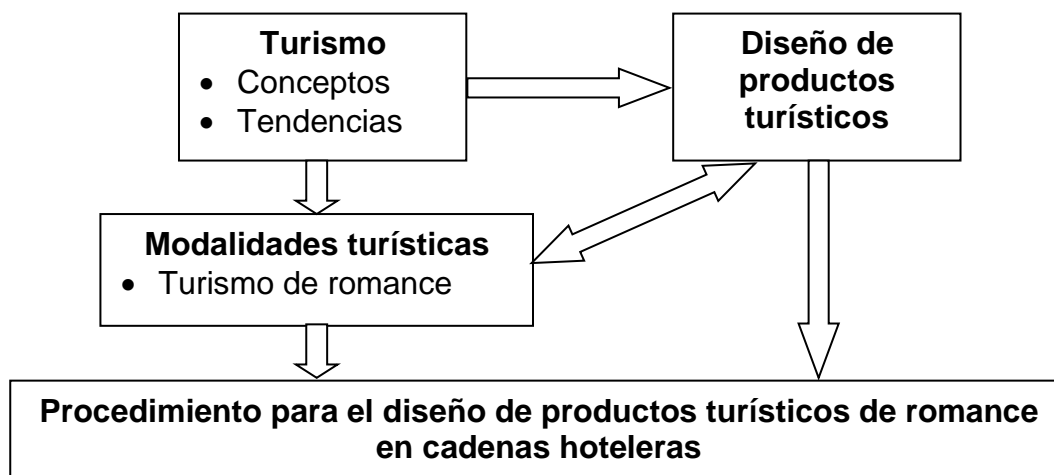 Turismo
• Conceptos
• Tendencias
Diseño de
productos
turísticos
Modalidades turísticas
• Turismo de romance
Procedimiento para el diseño de productos turísticos de romance
en cadenas hoteleras